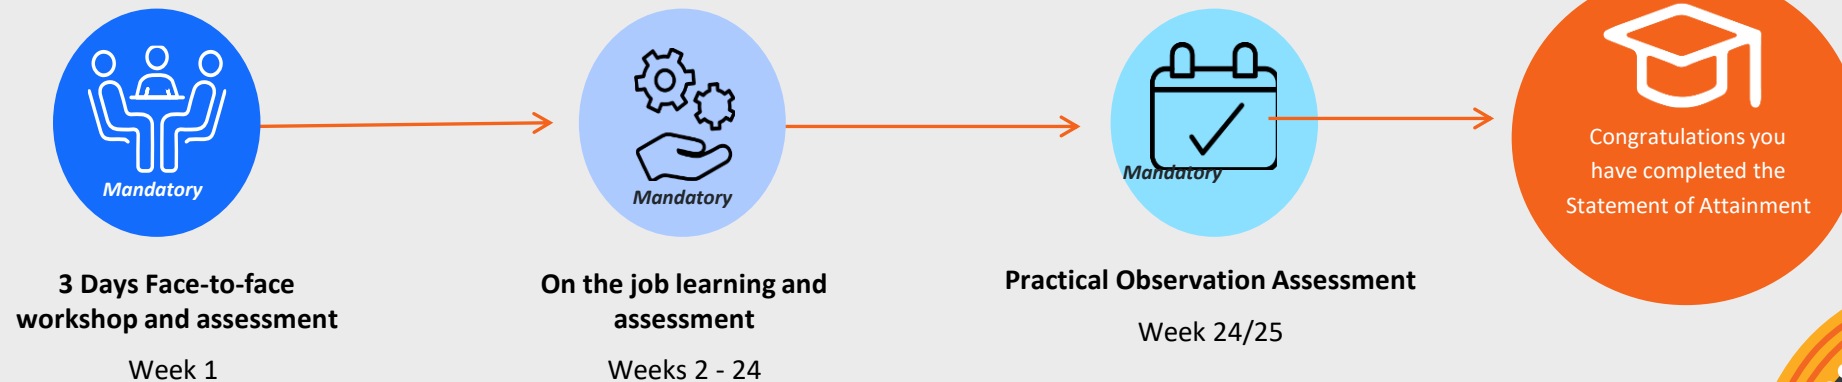 Mandatory
3 Days Face-to-face
workshop and assessment
Week 1
Mandatory
On the job learning and
assessment
Weeks 2 - 24
Mandatory
Practical Observation Assessment
Week 24/25
Congratulations you
have completed the
Statement of Attainment